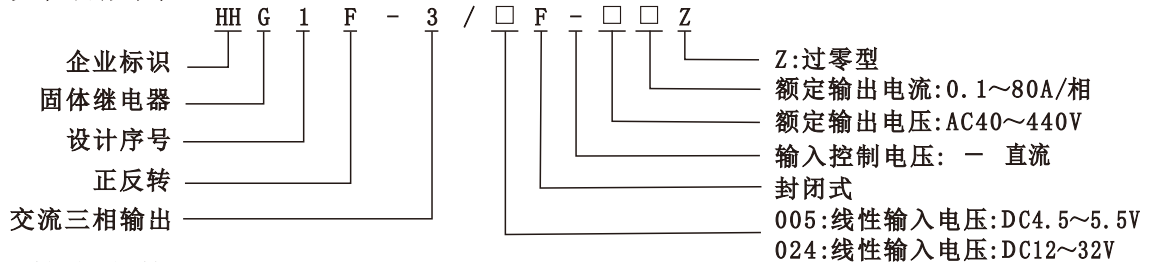 HH G 1 F - 3 / □ F - □ □ Z
企业标识
固体继电器
设计序号
正反转
交流三相输出
Z:过零型
额定输出电流:0.1～80A/相
额定输出电压:AC40～440V
输入控制电压: － 直流
封闭式
005:线性输入电压:DC4.5～5.5V
024:线性输入电压:DC12～32V